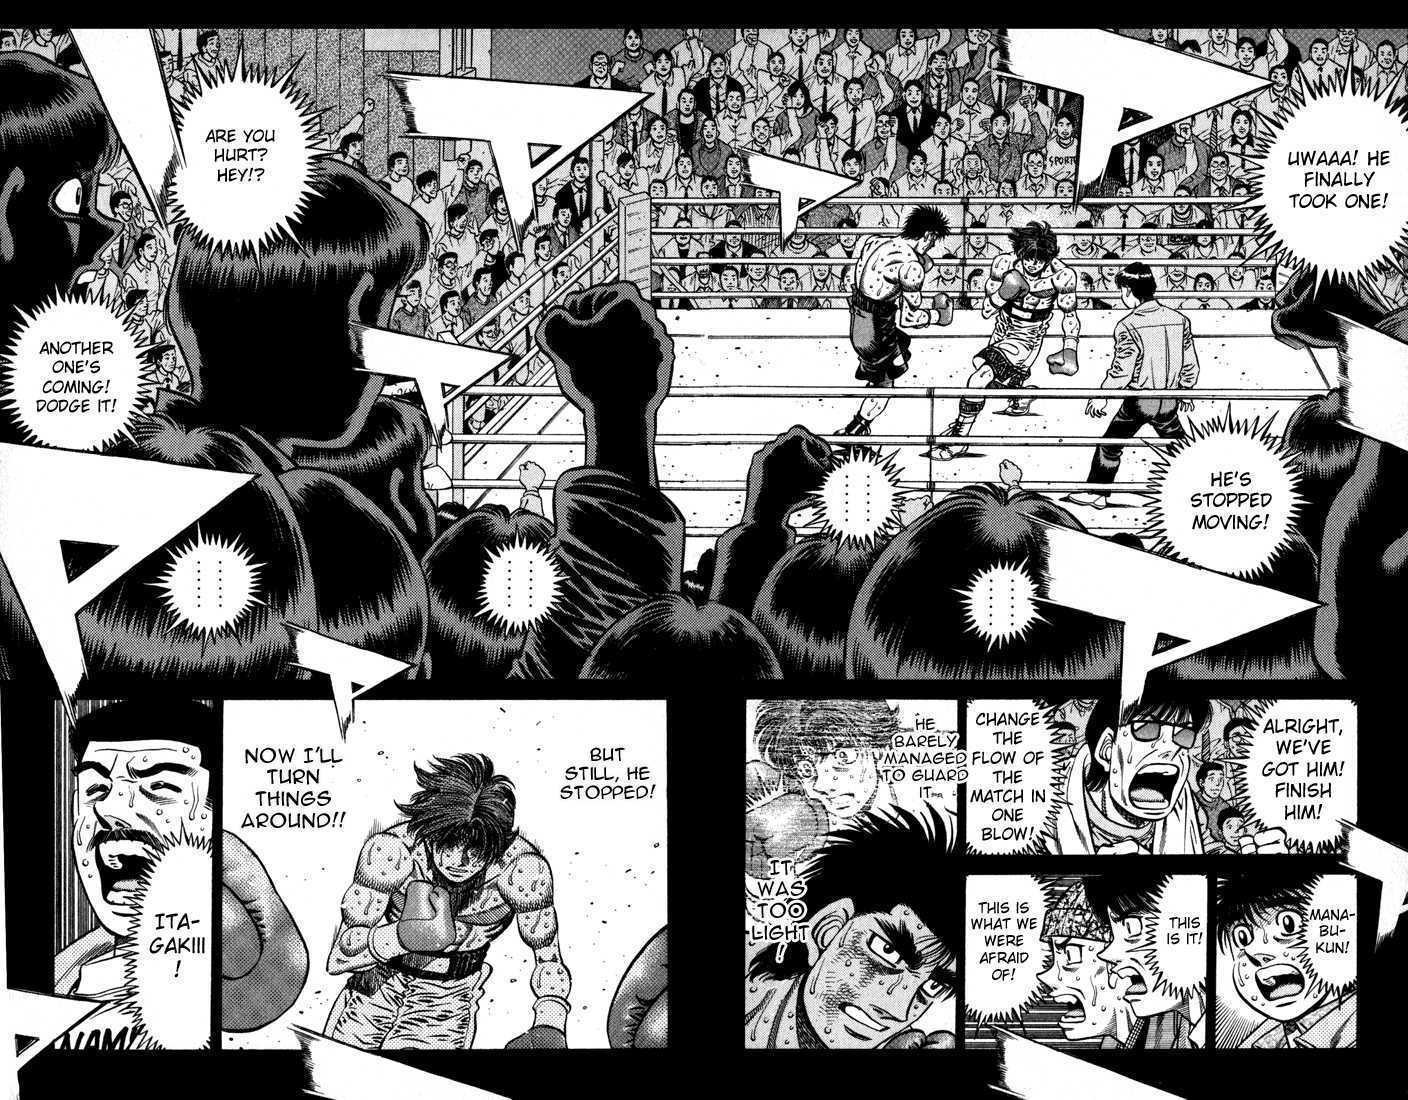 UWAAA! HE
FINALLY
TOOK ONE!
ARE YOU
HURT?
HEY!?
SPORTS
ANOTHER
ONE'S
COMING!
DODGE IT!
HE'S
STOPPED
MOVING!
ALRIGHT,
WE'VE
GOT HIM!
FINISH
HIM!
CHANGE
THE
FLOW OF
THE
MATCH IN
ONE
BLOW!
MANA-
BU-
KUN!
THIS
IS IT!
THIS IS
WHAT WE
WERE
AFRAID
OF!
HE
BARELY
MANAGED
TO GUARD
IT...
IT
WAS
TOO
LIGHT
!
BUT
STILL, HE
STOPPED!
NOW I'LL
TURN
THINGS
AROUND!!
ITA-
GAKIII
!
NAM